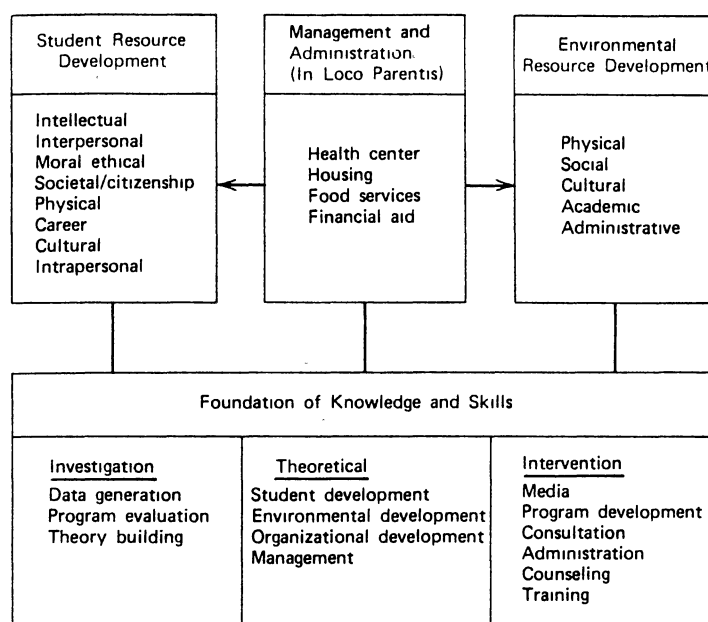 Student Resource
Development
Intellectual
Interpersonal
Moral ethical
Societal/citizenship
Physical
Career
Cultural
Intrapersonal
Management and
Administration
(In Loco Parentis)
Health center
Housing
Food services
Financial aid
Environmental
Resource Development
Physical
Social
Cultural
Academic
Administrative
Foundation of Knowledge and Skills
Investigation
Data generation
Program evaluation
Theory building
Theoretical
Student development
Environmental development
Organizational development
Management
Intervention
Media
Program development
Consultation
Administration
Counseling
Training